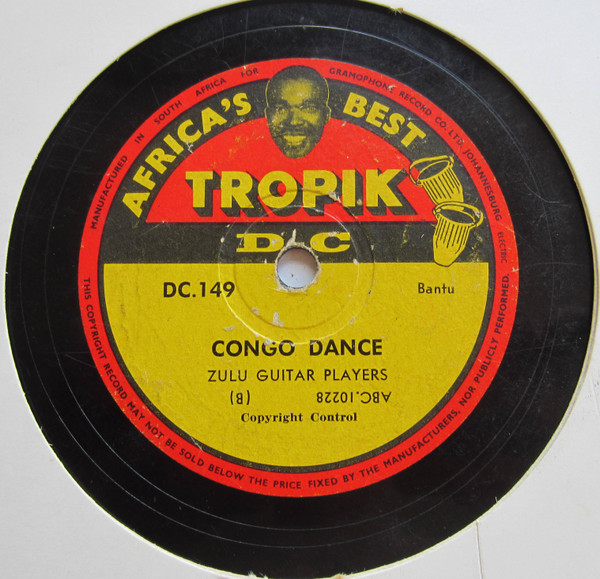 MANUFACTURED IN SOUTH AFRICA FOR GRAMOPHONE RECORD CO. LTD. JOHANNESBURG ELECTRIC
AFRICA'S BEST
TROPIK
DC
DC.149 Bantu
CONGO DANCE
ZULU GUITAR PLAYERS
ABC.10228 (B)
Copyright Control
THIS COPYRIGHT RECORD MAY NOT BE SOLD BELOW THE PRICE FIXED BY THE MANUFACTURERS, NOR PUBLICLY PERFORMED.